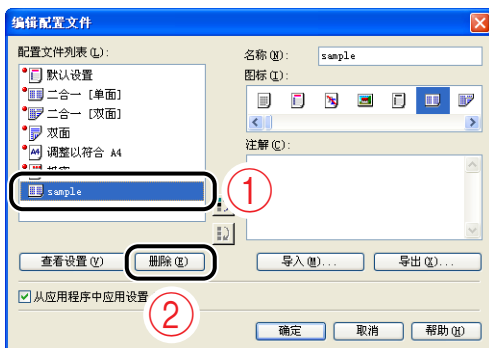 编辑配置文件
配置文件列表(L):
默认设置
二合一 [单面]
二合一 [双面]
双面
调整以符合 A4
sample
①
查看设置(V)
删除(E)
②
名称(N): sample
图标(I):
注解(C):
导入(M)...
导出(X)...
从应用程序中应用设置
确定
取消
帮助(H)